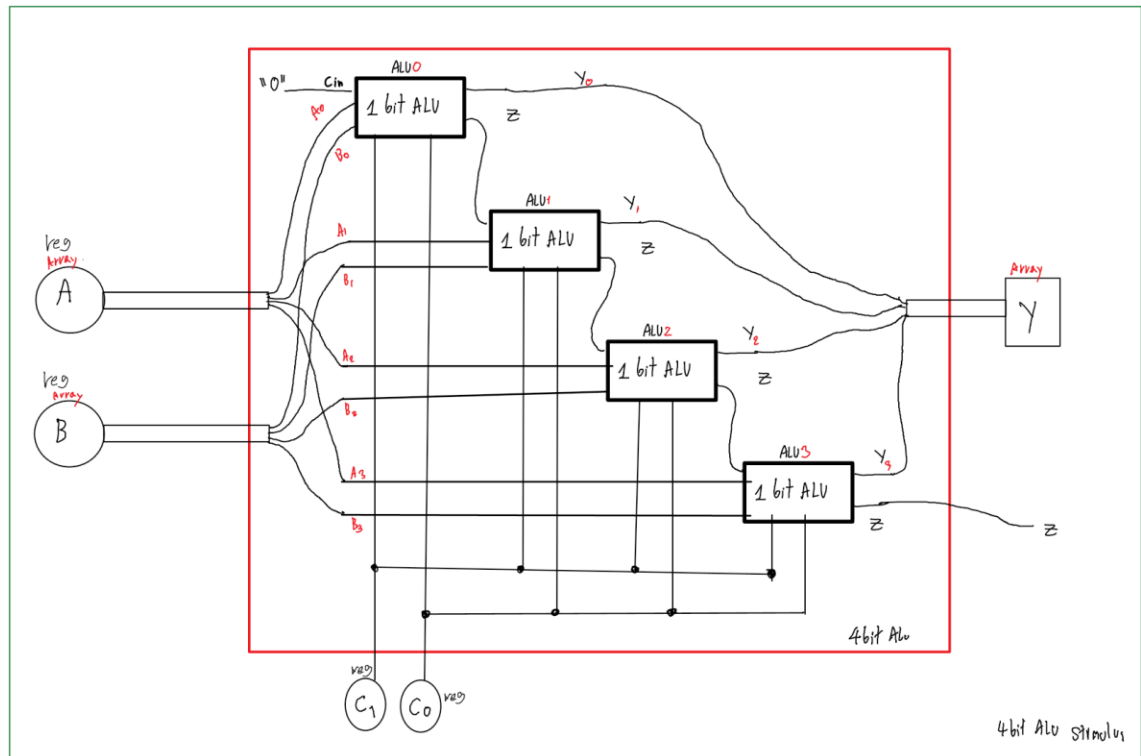 ALU0
"0" Cin
1 bit ALU
Y0
Z
A0
B0
ALU1
1 bit ALU
Y1
Z
A1
B1
reg
Array
A
Array
Y
ALU2
1 bit ALU
Y2
Z
A2
B2
reg
Array
B
ALU3
1 bit ALU
Y3
Z
Z
A3
B3
4bit Alu
reg
C1
C0
reg
4bit Alu stimulus